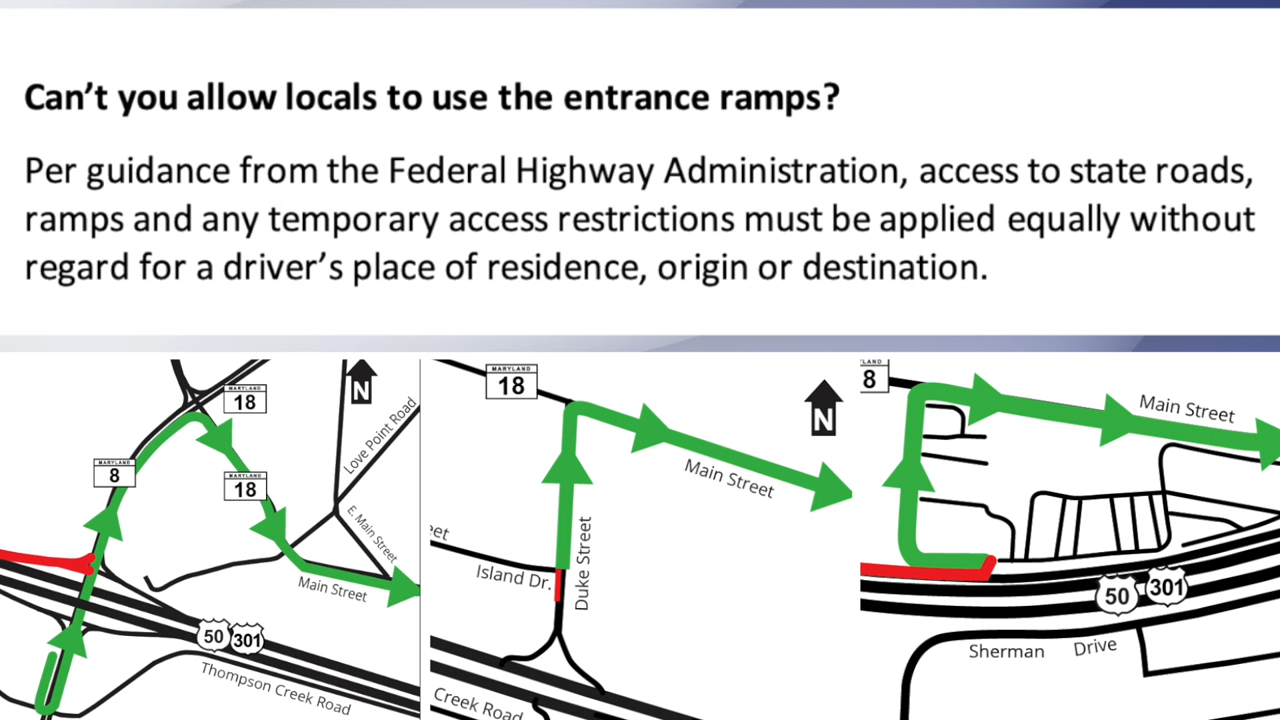 Can't you allow locals to use the entrance ramps?
Per guidance from the Federal Highway Administration, access to state roads,
ramps and any temporary access restrictions must be applied equally without
regard for a driver's place of residence, origin or destination.
MARYLAND
18
N
Love Point Road
MARYLAND
8
MARYLAND
18
E. Main Street
Main Street
50
301
Thompson Creek Road
MARYLAND
18
N
Main Street
eet
Island Dr.
Duke Street
Creek Road
LAND
8
Main Street
50
301
Sherman Drive